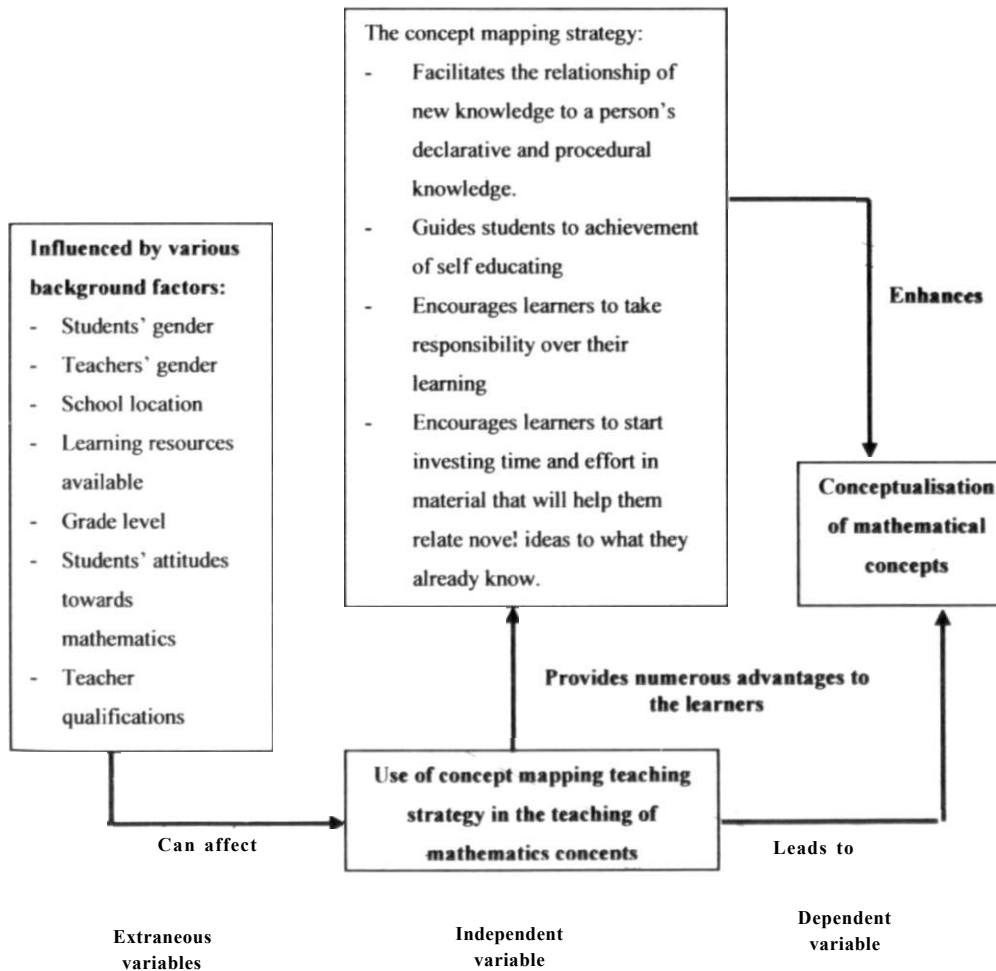 The concept mapping strategy:
- Facilitates the relationship of
new knowledge to a person's
declarative and procedural
knowledge.
- Guides students to achievement
of self educating
- Encourages learners to take
responsibility over their
learning
- Encourages learners to start
investing time and effort in
material that will help them
relate nove! ideas to what they
already know.
Influenced by various
background factors:
- Students' gender
- Teachers' gender
- School location
- Learning resources
available
- Grade level
- Students' attitudes
towards
mathematics
- Teacher
qualifications
Enhances
Conceptualisation
of mathematical
concepts
Provides numerous advantages to
the learners
Use of concept mapping teaching
strategy in the teaching of
mathematics concents
Can affect
Leads to
Extraneous
variables
Independent
variable
Dependent
variable